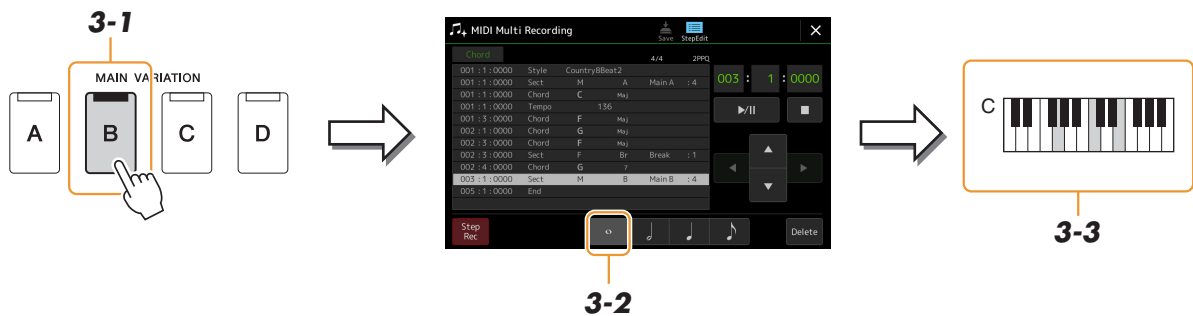 3-1
MAIN VARIATION
A B C D
MIDI Multi Recording
Save
StepEdit
Chord
4/4 2PPQ
001 : 1 : 0000 Style Country8Beat2
001 : 1 : 0000 Sect M A Main A : 4
001 : 1 : 0000 Chord C Maj
001 : 1 : 0000 Tempo 136
001 : 3 : 0000 Chord F Maj
002 : 1 : 0000 Chord G Maj
002 : 3 : 0000 Chord F Maj
002 : 3 : 0000 Sect F Br Break : 1
002 : 4 : 0000 Chord G 7
003 : 1 : 0000 Sect M B Main B : 4
005 : 1 : 0000 End
003 : 1 : 0000
Step
Rec
Delete
3-2
C
3-3